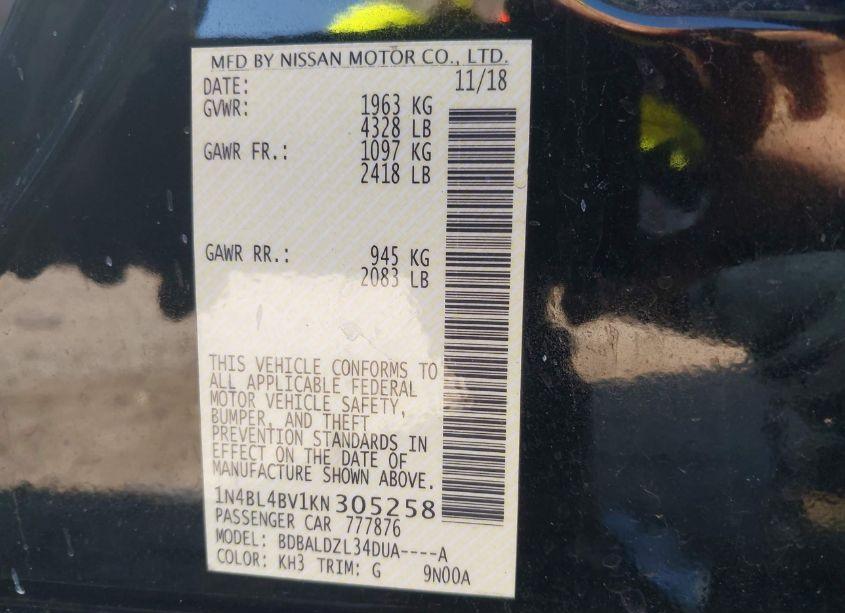 MFD BY NISSAN MOTOR CO., LTD.
DATE: 11/18
GVWR: 1963 KG
4328 LB
GAWR FR.: 1097 KG
2418 LB
GAWR RR.: 945 KG
2083 LB
THIS VEHICLE CONFORMS TO
ALL APPLICABLE FEDERAL
MOTOR VEHICLE SAFETY,
BUMPER, AND THEFT
PREVENTION STANDARDS IN
EFFECT ON THE DATE OF
MANUFACTURE SHOWN ABOVE.
1N4BL4BV1KN305258
PASSENGER CAR 777876
MODEL: BDBALDZL34DUA----A
COLOR: KH3 TRIM: G 9N00A